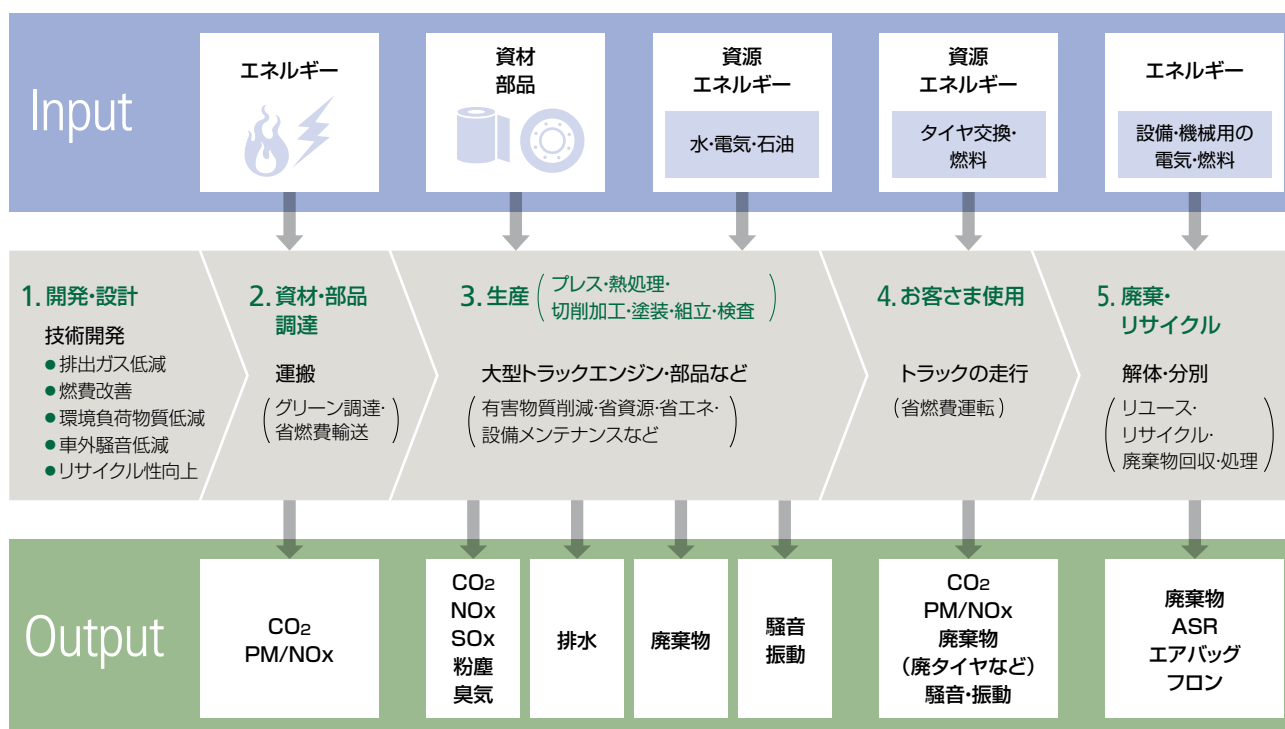 Input
エネルギー
資材
部品
資源
エネルギー
水・電気・石油
資源
エネルギー
タイヤ交換・
燃料
エネルギー
設備・機械用の
電気・燃料
1. 開発・設計
技術開発
●排出ガス低減
●燃費改善
●環境負荷物質低減
●車外騒音低減
●リサイクル性向上
2. 資材・部品
調達
運搬
(グリーン調達・
省燃費輸送)
3. 生産(プレス・熱処理・
切削加工・塗装・組立・検査)
大型トラックエンジン・部品など
(有害物質削減・省資源・省エネ・
設備メンテナンスなど)
4. お客さま使用
トラックの走行
(省燃費運転)
5. 廃棄・
リサイクル
解体・分別
(リユース・
リサイクル・
廃棄物回収・処理)
Output
CO2
PM/NOx
CO2
NOx
SOx
粉塵
臭気
排水
廃棄物
騒音
振動
CO2
PM/NOx
廃棄物
(廃タイヤなど)
騒音・振動
廃棄物
ASR
エアバッグ
フロン